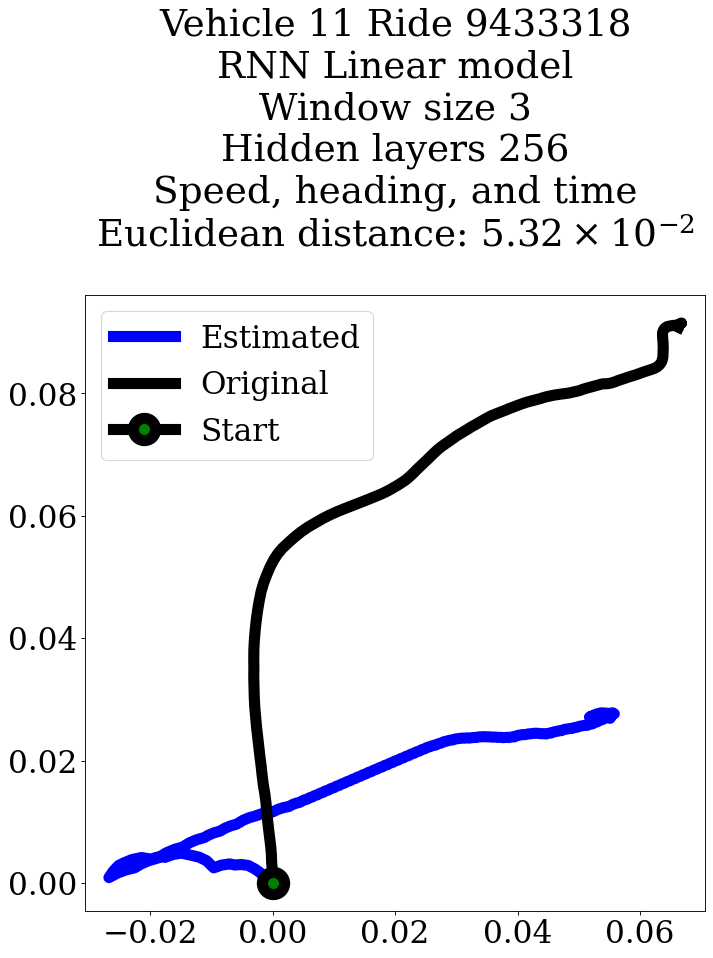 Vehicle 11 Ride 9433318
RNN Linear model
Window size 3
Hidden layers 256
Speed, heading, and time
Euclidean distance: 5.32 × 10⁻²
Estimated
Original
Start
0.08
0.06
0.04
0.02
0.00
−0.02 0.00 0.02 0.04 0.06